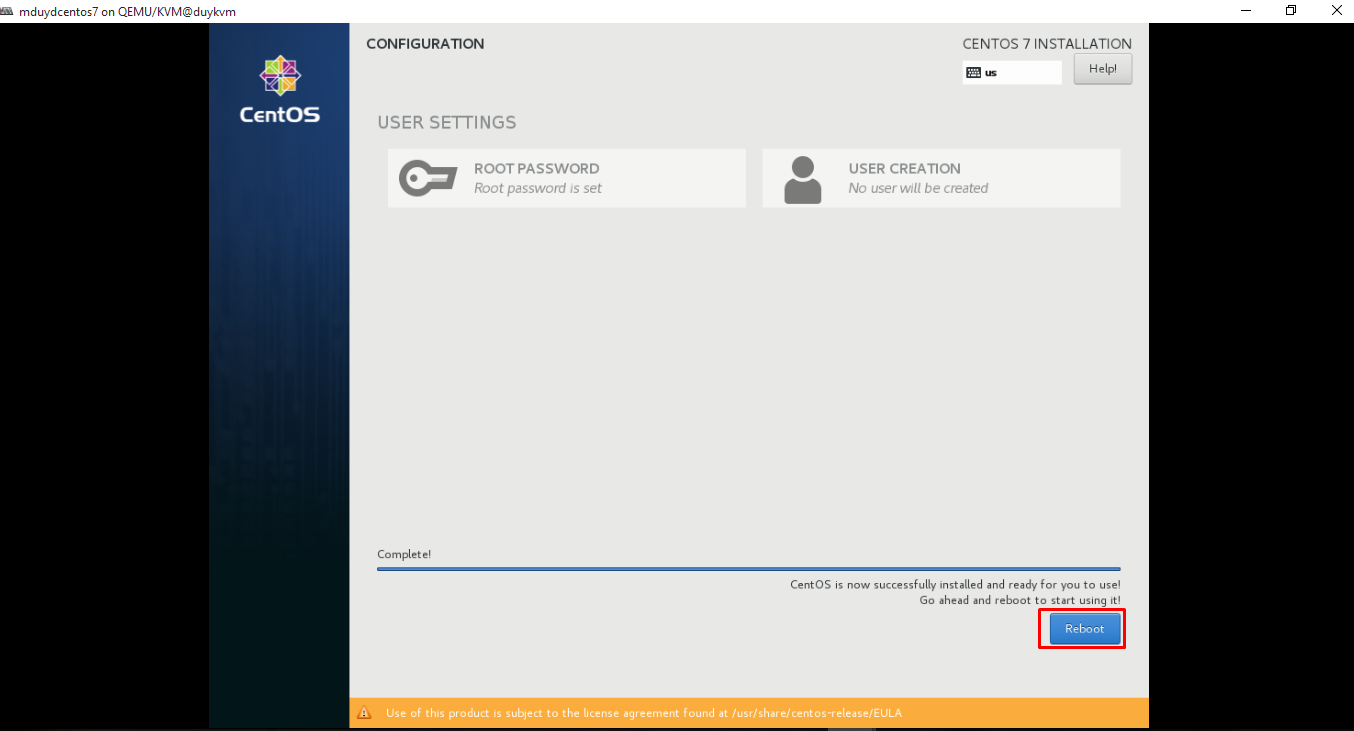 mduydcentos7 on QEMU/KVM@duykvm
CentOS
CONFIGURATION
CENTOS 7 INSTALLATION
us
Help!
USER SETTINGS
ROOT PASSWORD
Root password is set
USER CREATION
No user will be created
Complete!
CentOS is now successfully installed and ready for you to use!
Go ahead and reboot to start using it!
Reboot
Use of this product is subject to the license agreement found at /usr/share/centos-release/EULA